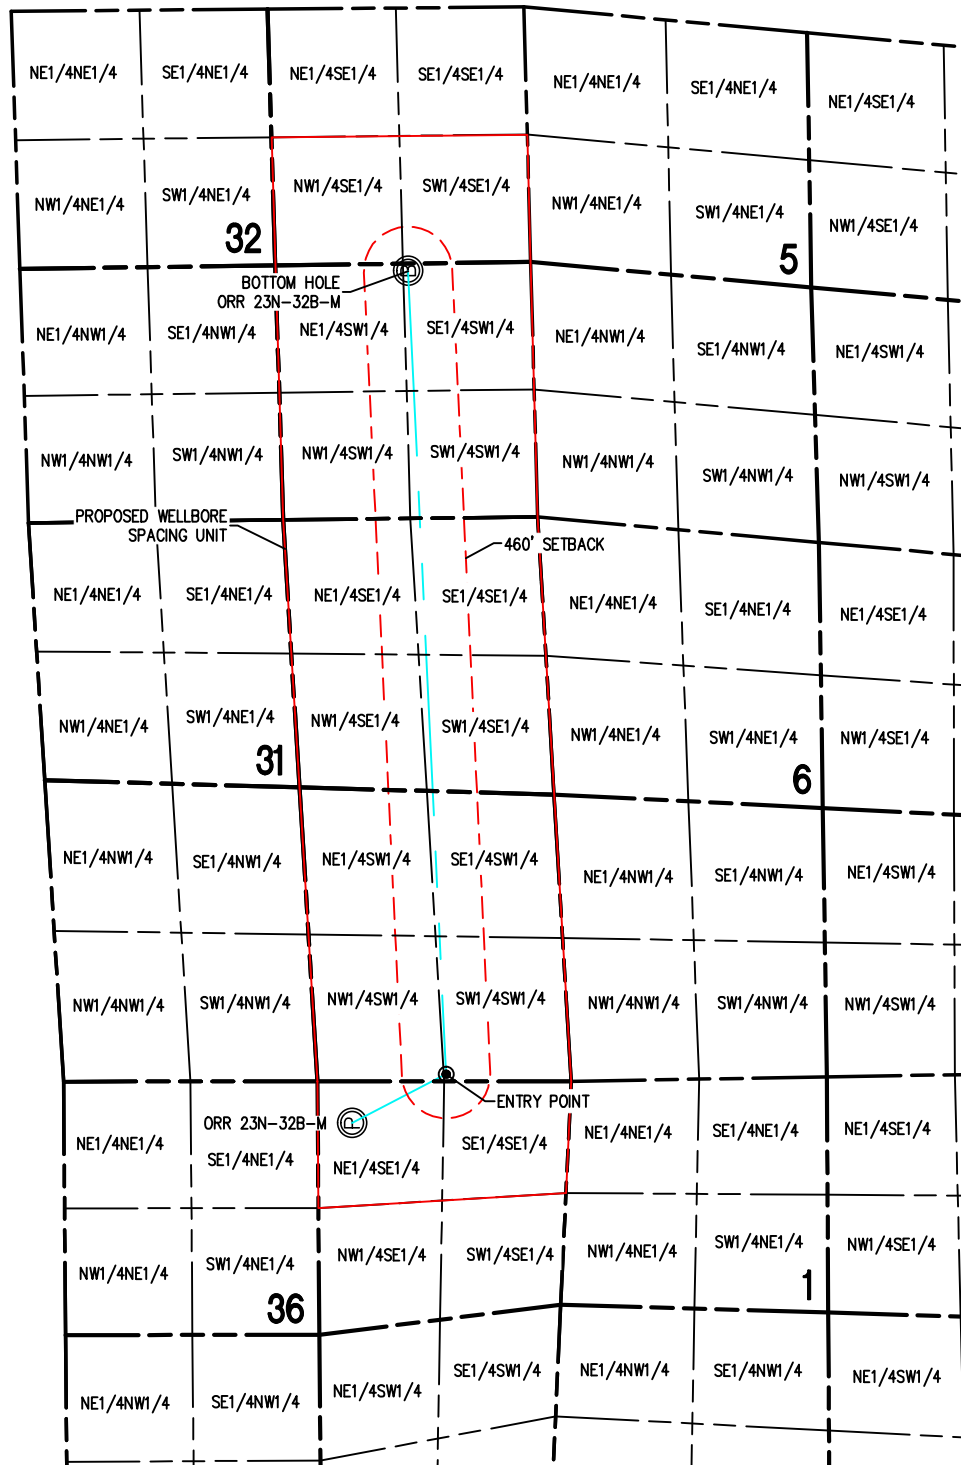 NE1/4NE1/4 SE1/4NE1/4 NE1/4SE1/4 SE1/4SE1/4 NE1/4NE1/4 SE1/4NE1/4 NE1/4SE1/4
NW1/4NE1/4 SW1/4NE1/4 NW1/4SE1/4 SW1/4SE1/4 NW1/4NE1/4 SW1/4NE1/4 NW1/4SE1/4
32 5
BOTTOM HOLE
ORR 23N-32B-M
NE1/4NW1/4 SE1/4NW1/4 NE1/4SW1/4 SE1/4SW1/4 NE1/4NW1/4 SE1/4NW1/4 NE1/4SW1/4
NW1/4NW1/4 SW1/4NW1/4 NW1/4SW1/4 SW1/4SW1/4 NW1/4NW1/4 SW1/4NW1/4 NW1/4SW1/4
PROPOSED WELLBORE
SPACING UNIT
460' SETBACK
NE1/4NE1/4 SE1/4NE1/4 NE1/4SE1/4 SE1/4SE1/4 NE1/4NE1/4 SE1/4NE1/4 NE1/4SE1/4
NW1/4NE1/4 SW1/4NE1/4 NW1/4SE1/4 SW1/4SE1/4 NW1/4NE1/4 SW1/4NE1/4 NW1/4SE1/4
31 6
NE1/4NW1/4 SE1/4NW1/4 NE1/4SW1/4 SE1/4SW1/4 NE1/4NW1/4 SE1/4NW1/4 NE1/4SW1/4
NW1/4NW1/4 SW1/4NW1/4 NW1/4SW1/4 SW1/4SW1/4 NW1/4NW1/4 SW1/4NW1/4 NW1/4SW1/4
ENTRY POINT
ORR 23N-32B-M
NE1/4NE1/4 SE1/4NE1/4 NE1/4SE1/4 SE1/4SE1/4 NE1/4NE1/4 SE1/4NE1/4 NE1/4SE1/4
NW1/4NE1/4 SW1/4NE1/4 NW1/4SE1/4 SW1/4SE1/4 NW1/4NE1/4 SW1/4NE1/4 NW1/4SE1/4
36 1
NE1/4NW1/4 SE1/4NW1/4 NE1/4SW1/4 SE1/4SW1/4 NE1/4NW1/4 SE1/4NW1/4 NE1/4SW1/4